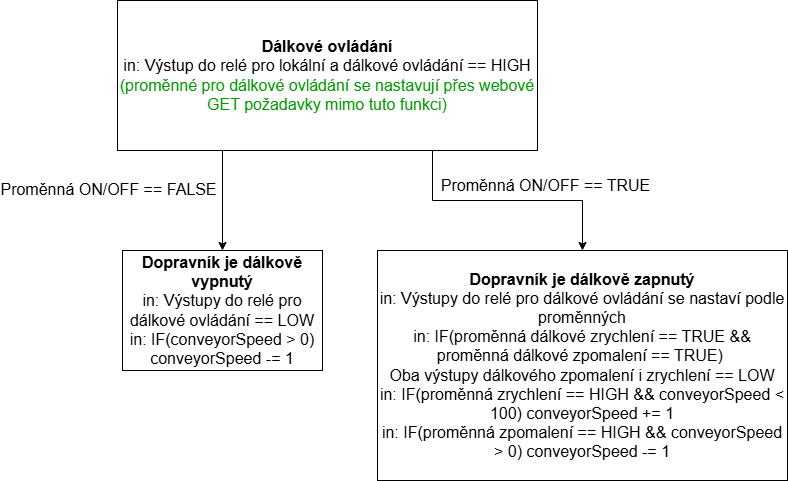 Dálkové ovládání
in: Výstup do relé pro lokální a dálkové ovládání == HIGH
(proměnné pro dálkové ovládání se nastavují přes webové
GET požadavky mimo tuto funkci)
Proměnná ON/OFF == FALSE
Proměnná ON/OFF == TRUE
Dopravník je dálkově
vypnutý
in: Výstupy do relé pro
dálkové ovládání == LOW
in: IF(conveyorSpeed > 0)
conveyorSpeed -= 1
Dopravník je dálkově zapnutý
in: Výstupy do relé pro dálkové ovládání se nastaví podle
proměnných
in: IF(proměnná dálkové zrychlení == TRUE &&
proměnná dálkové zpomalení == TRUE)
Oba výstupy dálkového zpomalení i zrychlení == LOW
in: IF(proměnná zrychlení == HIGH && conveyorSpeed <
100) conveyorSpeed += 1
in: IF(proměnná zpomalení == HIGH && conveyorSpeed
> 0) conveyorSpeed -= 1